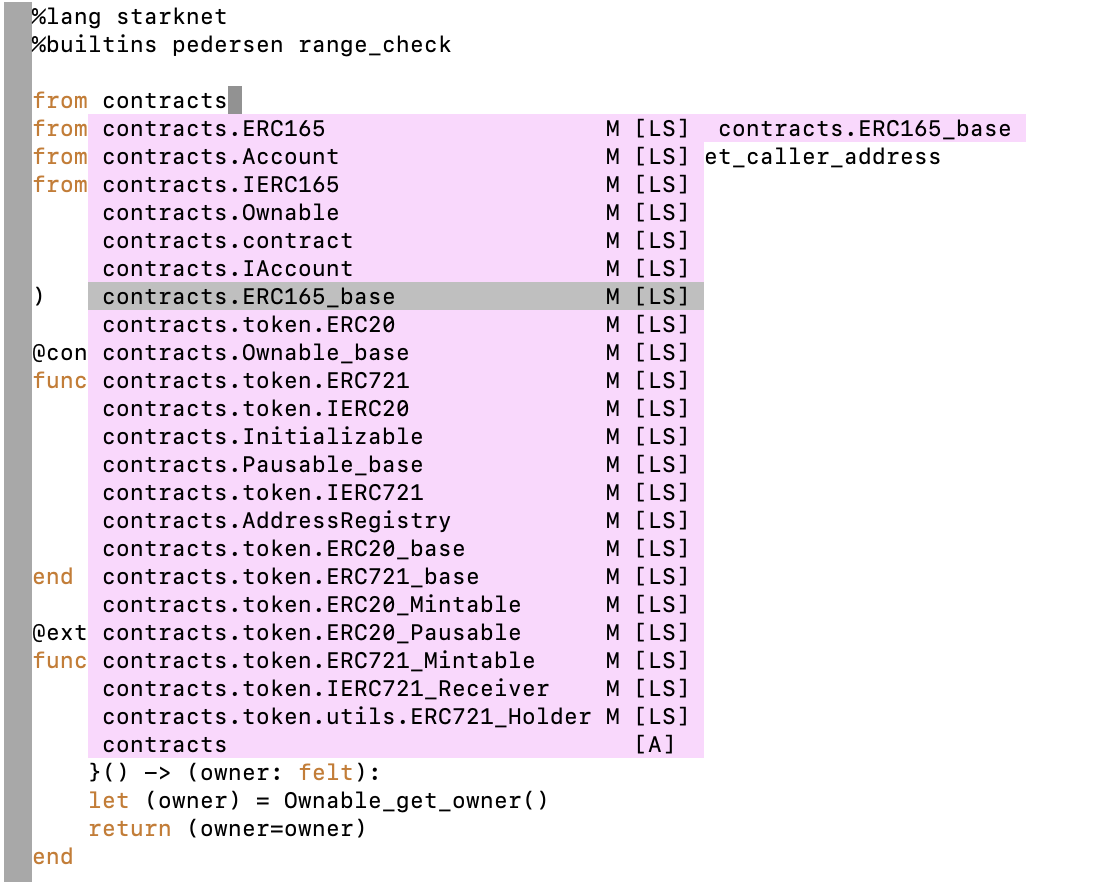 %lang starknet
%builtins pedersen range_check
from contracts
from contracts.ERC165 M [LS] contracts.ERC165_base
from contracts.Account M [LS] et_caller_address
from contracts.IERC165 M [LS]
contracts.Ownable M [LS]
contracts.contract M [LS]
contracts.IAccount M [LS]
) contracts.ERC165_base M [LS]
contracts.token.ERC20 M [LS]
@con contracts.Ownable_base M [LS]
func contracts.token.ERC721 M [LS]
contracts.token.IERC20 M [LS]
contracts.Initializable M [LS]
contracts.Pausable_base M [LS]
contracts.token.IERC721 M [LS]
contracts.AddressRegistry M [LS]
contracts.token.ERC20_base M [LS]
end contracts.token.ERC721_base M [LS]
contracts.token.ERC20_Mintable M [LS]
@ext contracts.token.ERC20_Pausable M [LS]
func contracts.token.ERC721_Mintable M [LS]
contracts.token.IERC721_Receiver M [LS]
contracts.token.utils.ERC721_Holder M [LS]
contracts [A]
}() -> (owner: felt):
let (owner) = Ownable_get_owner()
return (owner=owner)
end